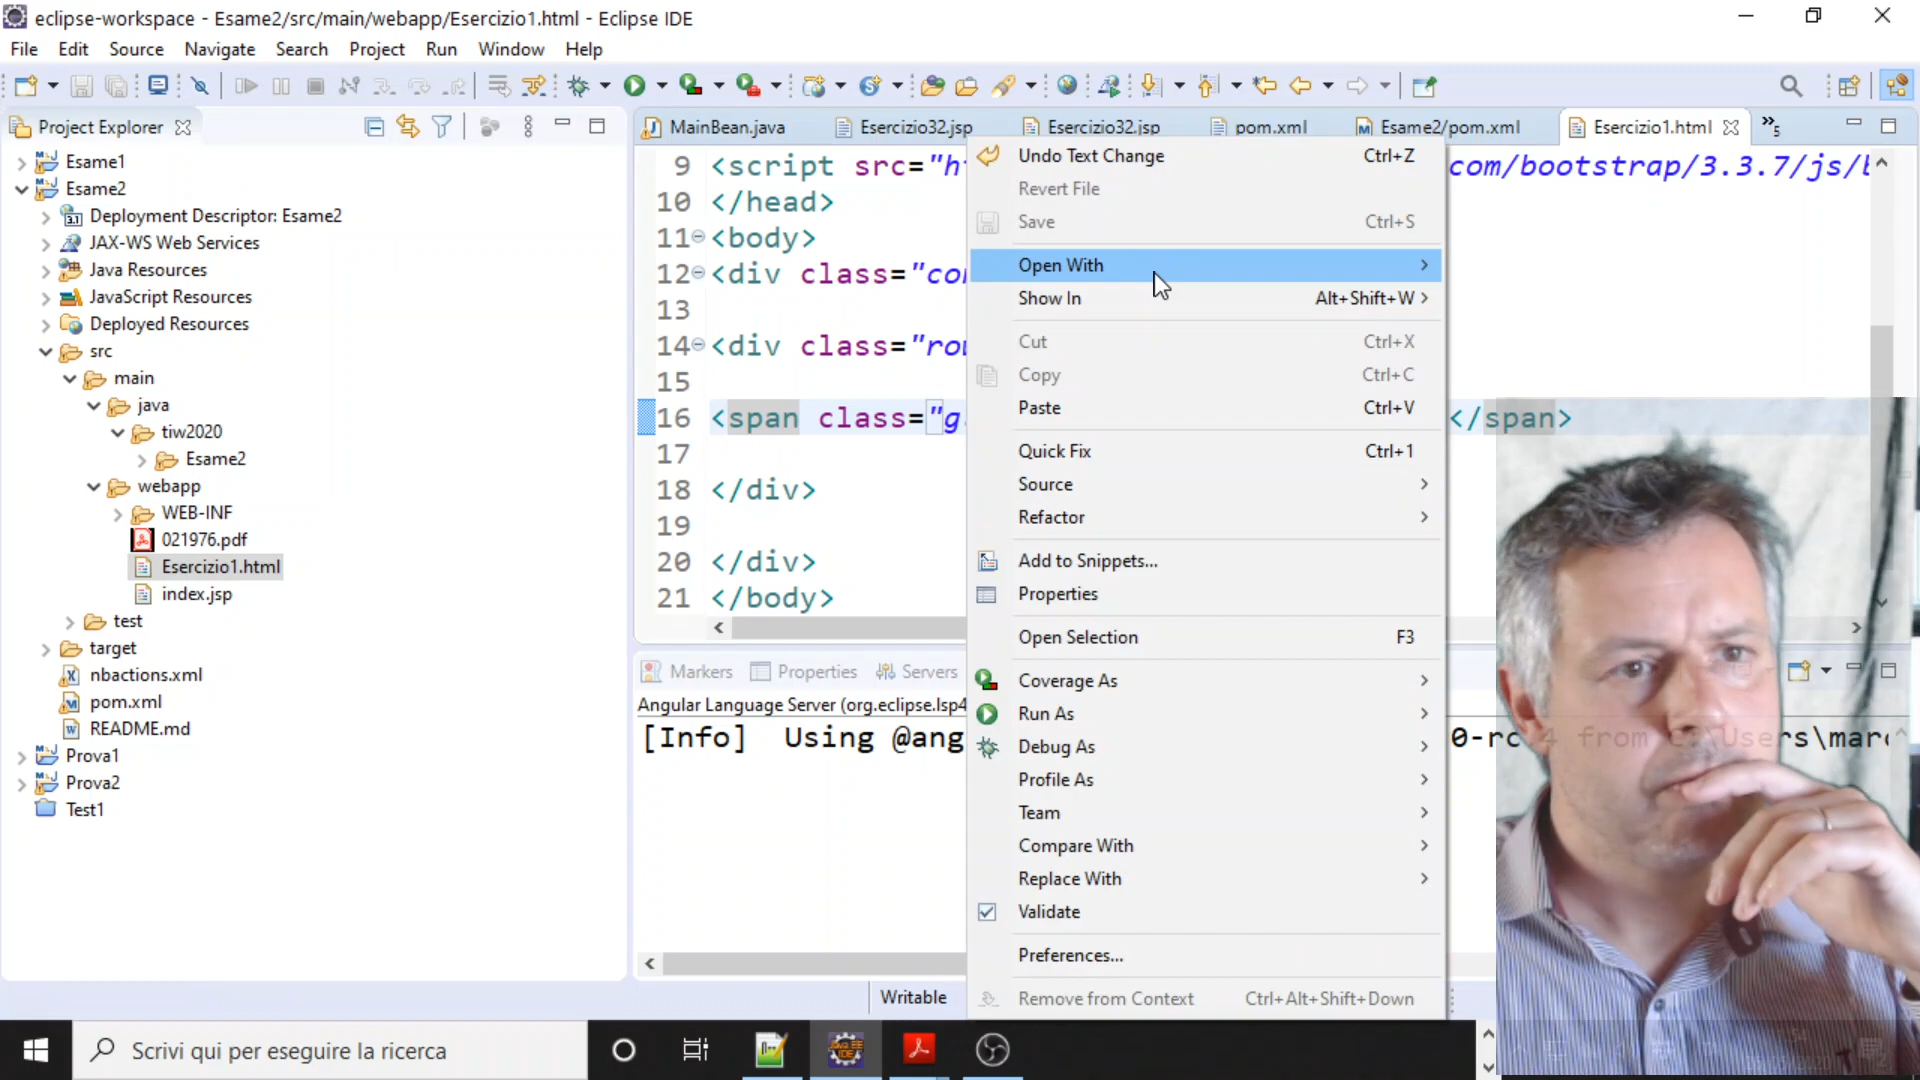 eclipse-workspace - Esame2/src/main/webapp/Esercizio1.html - Eclipse IDE
File Edit Source Navigate Search Project Run Window Help
Project Explorer
MainBean.java Esercizio32.jsp Esercizio32.jsp pom.xml Esame2/pom.xml Esercizio1.html »5
Esame1
Esame2
Deployment Descriptor: Esame2
JAX-WS Web Services
Java Resources
JavaScript Resources
Deployed Resources
src
main
java
tiw2020
Esame2
webapp
WEB-INF
021976.pdf
Esercizio1.html
index.jsp
test
target
nbactions.xml
pom.xml
README.md
Prova1
Prova2
Test1
9 <script src="h com/bootstrap/3.3.7/js/
10 </head>
11 <body>
12 <div class="co
13
14 <div class="ro
15
16 <span class="g </span>
17
18 </div>
19
20 </div>
21 </body>
Undo Text Change Ctrl+Z
Revert File
Save Ctrl+S
Open With
Show In Alt+Shift+W
Cut Ctrl+X
Copy Ctrl+C
Paste Ctrl+V
Quick Fix Ctrl+1
Source
Refactor
Add to Snippets...
Properties
Open Selection F3
Coverage As
Run As
Debug As
Profile As
Team
Compare With
Replace With
Validate
Preferences...
Remove from Context Ctrl+Alt+Shift+Down
Markers Properties Servers
Angular Language Server (org.eclipse.lsp4
[Info] Using @ang 0-rc 4 from \Users\marc
Writable
Scrivi qui per eseguire la ricerca